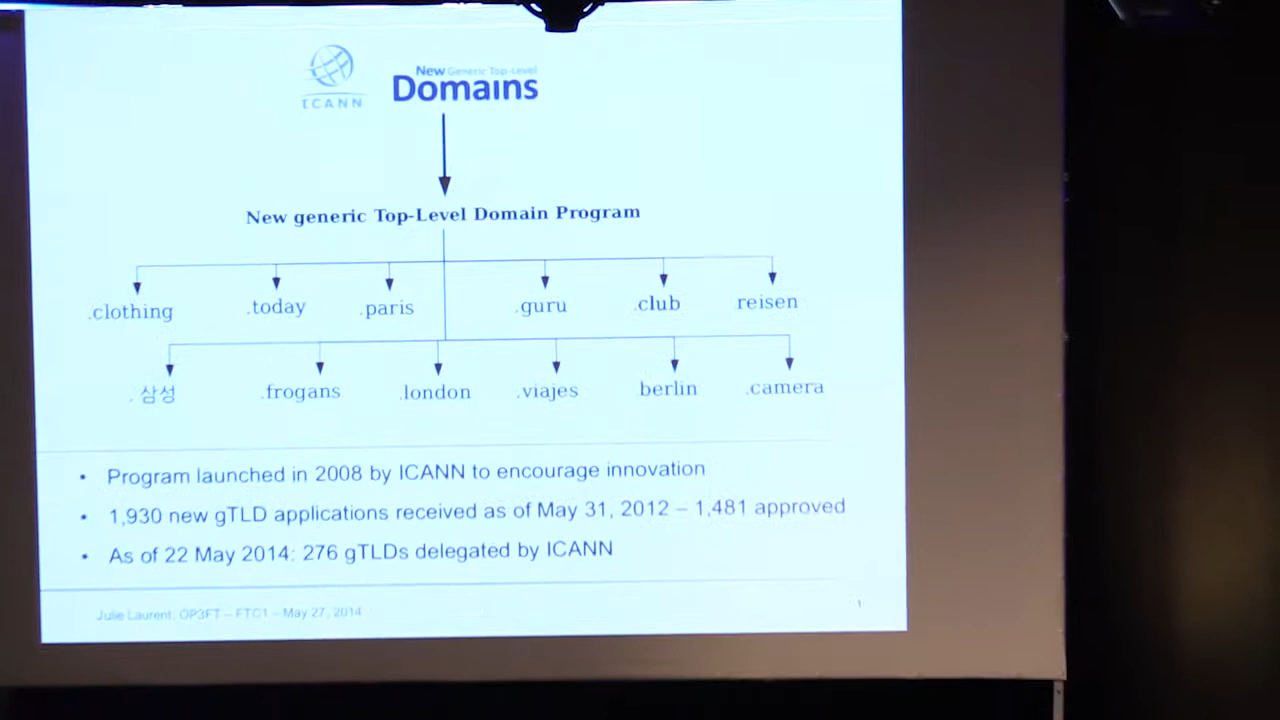 New Generic Top-Level
ICANN Domains
New generic Top-Level Domain Program
.clothing .today .paris .guru .club reisen
.삼성 .frogans .london .viajes berlin .camera
• Program launched in 2008 by ICANN to encourage innovation
• 1,930 new gTLD applications received as of May 31, 2012 – 1,481 approved
• As of 22 May 2014: 276 gTLDs delegated by ICANN
Julie Laurent: OP3FT – FTC1 – May 27, 2014 1